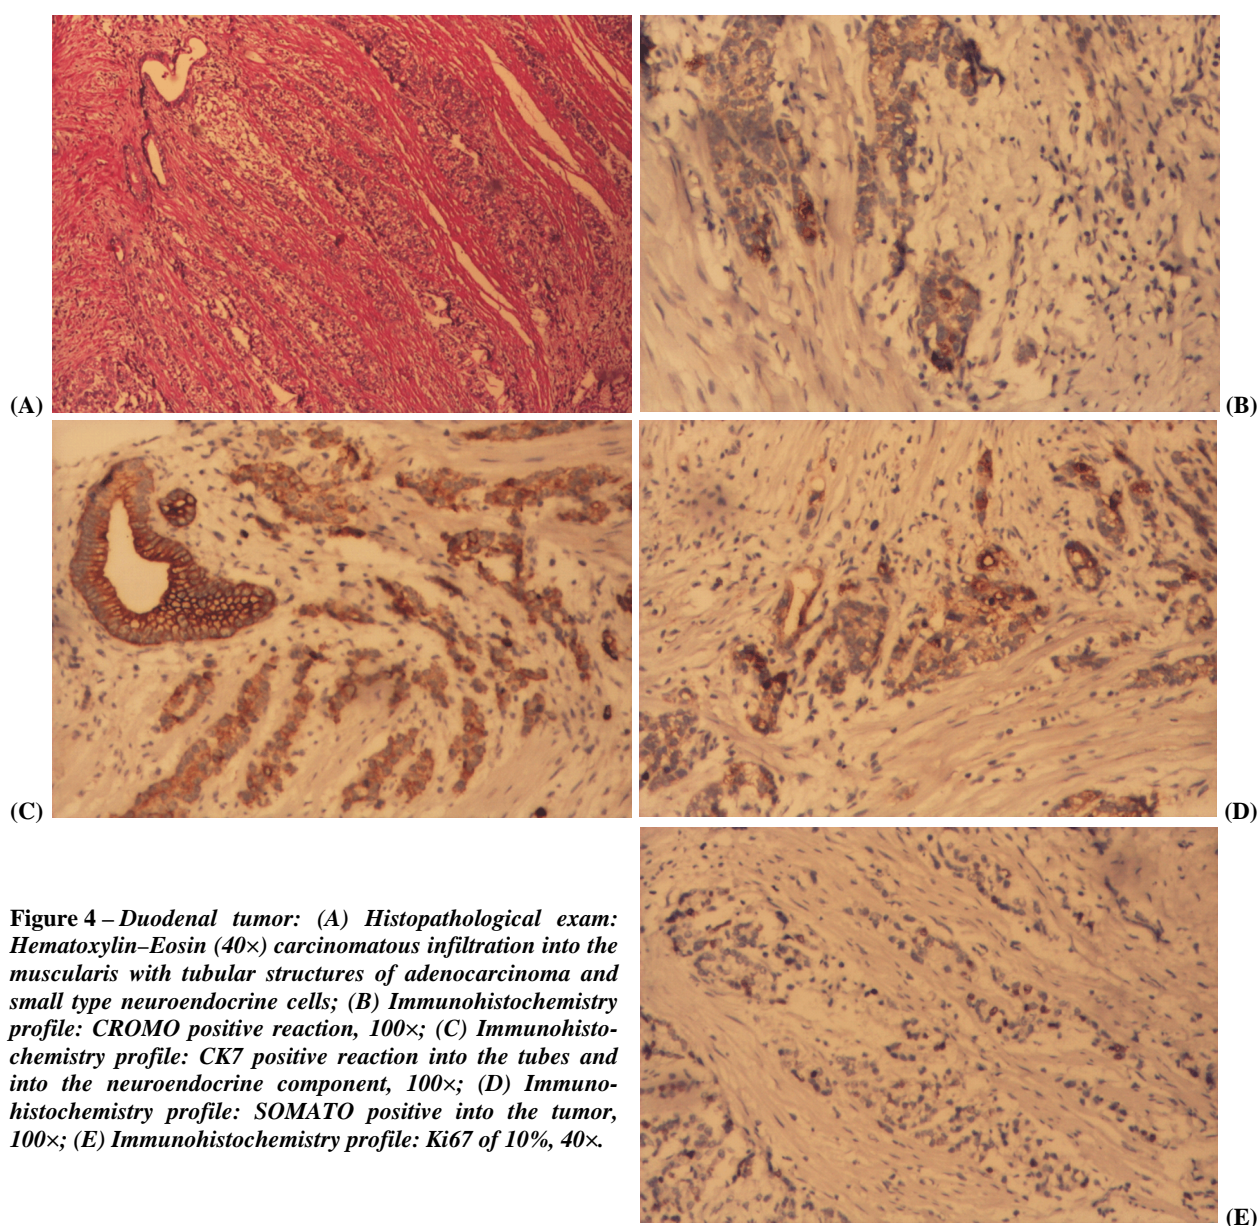 (A)
(B)
(C)
(D)
Figure 4 – Duodenal tumor: (A) Histopathological exam:
Hematoxylin–Eosin (40×) carcinomatous infiltration into the
muscularis with tubular structures of adenocarcinoma and
small type neuroendocrine cells; (B) Immunohistochemistry
profile: CROMO positive reaction, 100×; (C) Immunohisto-
chemistry profile: CK7 positive reaction into the tubes and
into the neuroendocrine component, 100×; (D) Immuno-
histochemistry profile: SOMATO positive into the tumor,
100×; (E) Immunohistochemistry profile: Ki67 of 10%, 40×.
(E)